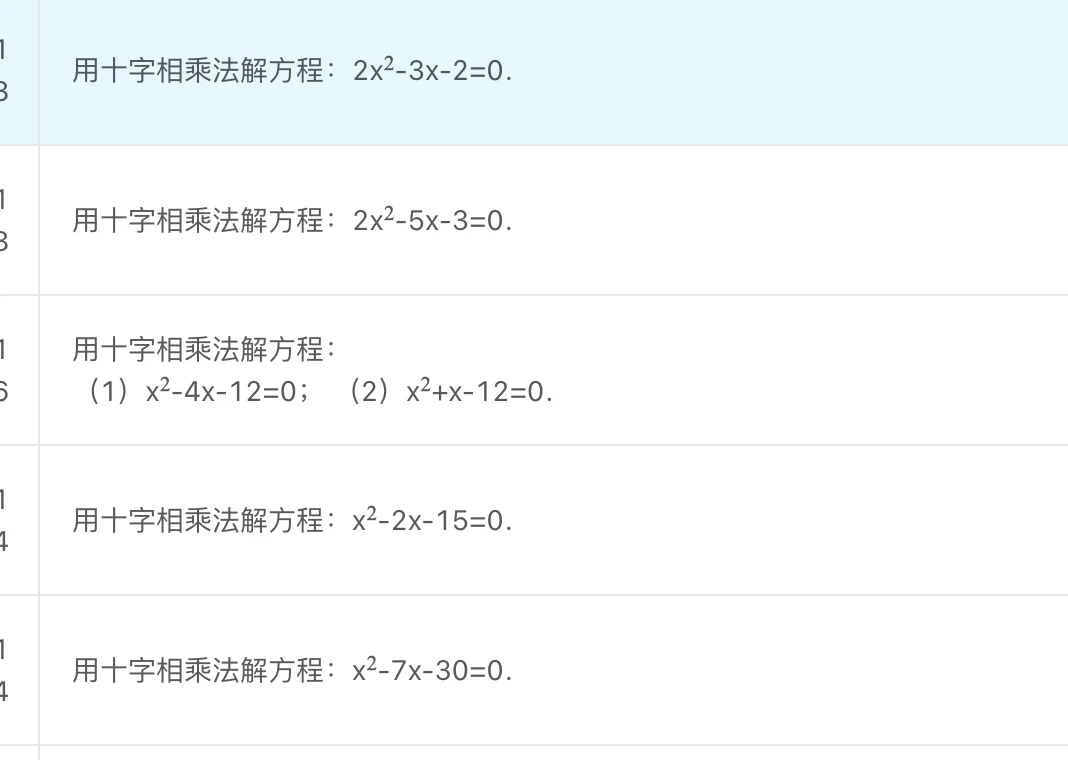 1
3
用十字相乘法解方程：2x²-3x-2=0.
1
3
用十字相乘法解方程：2x²-5x-3=0.
1
6
用十字相乘法解方程：
（1）x²-4x-12=0； （2）x²+x-12=0.
1
4
用十字相乘法解方程：x²-2x-15=0.
1
4
用十字相乘法解方程：x²-7x-30=0.